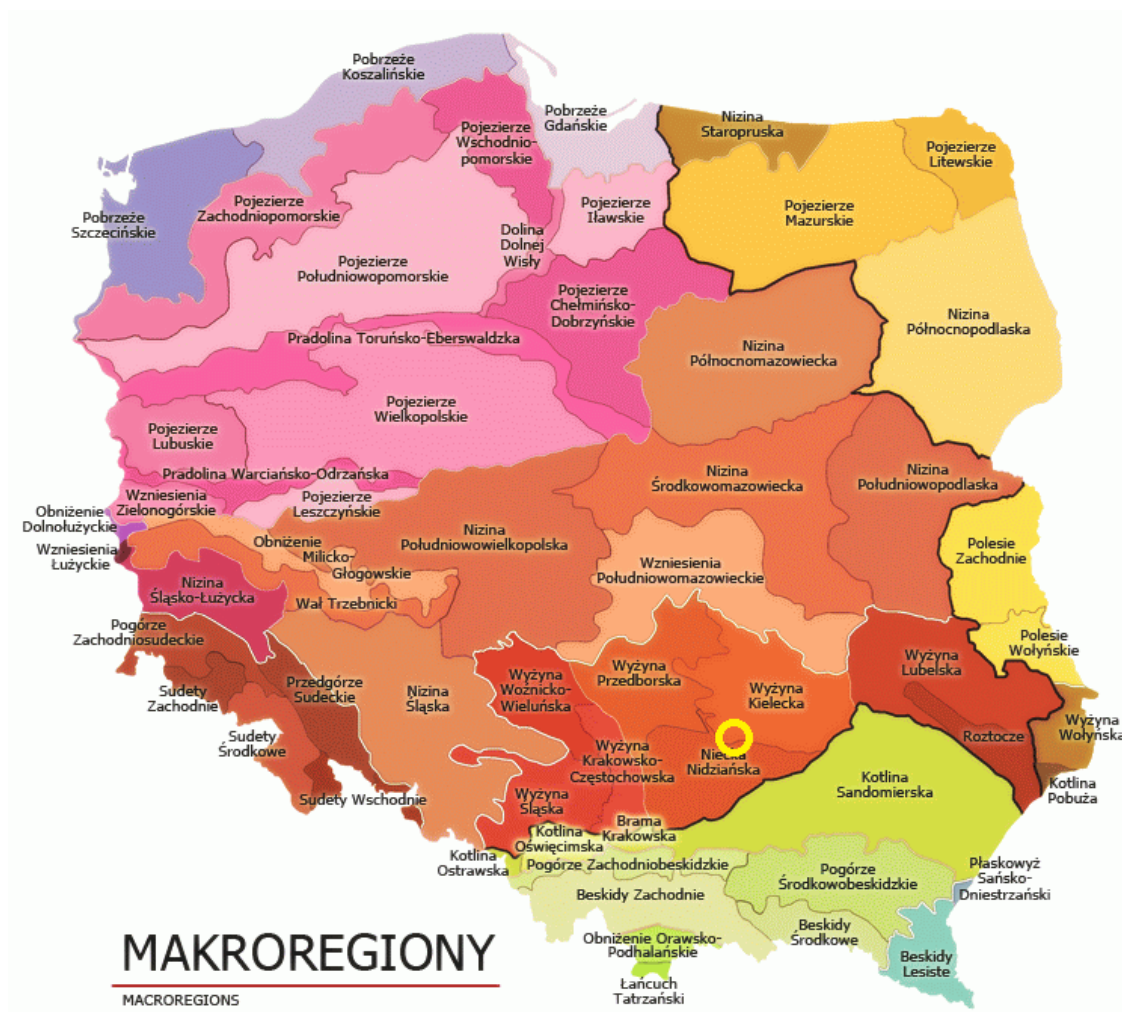 Pobrzeże
Koszalińskie
Pobrzeże
Gdańskie
Nizina
Staropruska
Pojezierze
Wschodnio-
pomorskie
Pojezierze
Litewskie
Pobrzeże
Szczecińskie
Pojezierze
Zachodniopomorskie
Pojezierze
Iławskie
Pojezierze
Mazurskie
Dolina
Dolnej
Wisły
Pojezierze
Południowopomorskie
Pojezierze
Chełmińsko-
Dobrzyńskie
Nizina
Północnopodlaska
Pradolina Toruńsko-Eberswaldzka
Nizina
Północnomazowiecka
Pojezierze
Wielkopolskie
Pojezierze
Lubuskie
Pradolina Warciańsko-Odrzańska
Nizina
Środkowomazowiecka
Nizina
Południowopodlaska
Wzniesienia
Zielonogórskie
Pojezierze
Leszczyńskie
Obniżenie
Dolnołużyckie
Wzniesienia
Łużyckie
Obniżenie
Milicko-
Głogowskie
Nizina
Południowowielkopolska
Wzniesienia
Południowomazowieckie
Polesie
Zachodnie
Nizina
Śląsko-Łużycka
Wał Trzebnicki
Pogórze
Zachodniosudeckie
Polesie
Wołyńskie
Wyżyna
Lubelska
Wyżyna
Przedborska
Wyżyna
Woźnicko-
Wieluńska
Wyżyna
Kielecka
Sudety
Zachodnie
Przedgórze
Sudeckie
Nizina
Śląska
Wyżyna
Wołyńska
Roztocze
Sudety
Środkowe
Wyżyna
Krakowsko-
Częstochowska
Niecka
Nidziańska
Kotlina
Sandomierska
Kotlina
Pobuża
Sudety Wschodnie
Wyżyna
Śląska
Brama
Krakowska
Kotlina
Oświęcimska
Kotlina
Ostrawska
Pogórze Zachodniobeskidzkie
Pogórze
Środkowobeskidzkie
Płaskowyż
Sańsko-
Dniestrzański
Beskidy Zachodnie
Beskidy
Środkowe
Obniżenie Orawsko-
Podhalańskie
Beskidy
Lesiste
Łańcuch
Tatrzański
MAKROREGIONY
MACROREGIONS